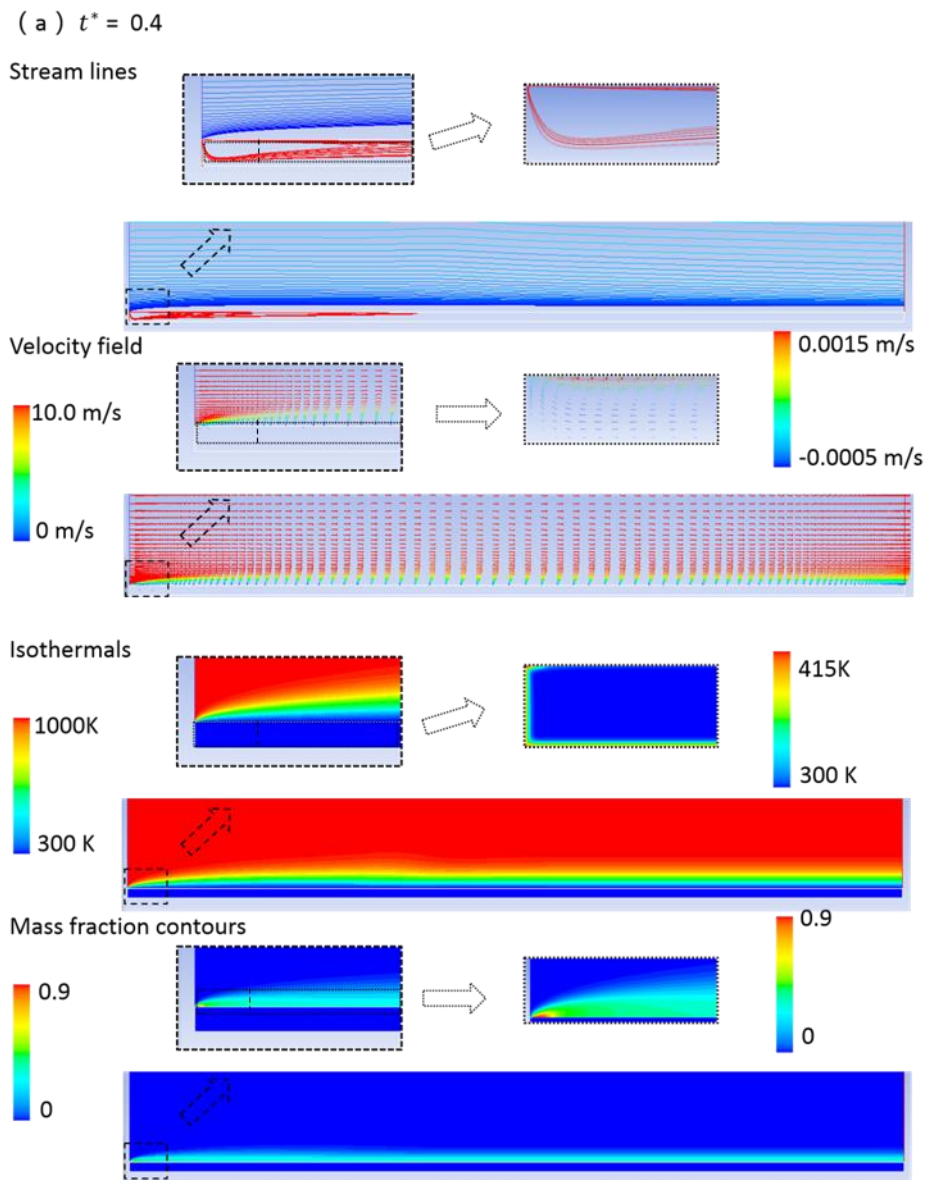 (a) t* = 0.4
Stream lines
Velocity field
0.0015 m/s
10.0 m/s
-0.0005 m/s
0 m/s
Isothermals
415K
1000K
300 K
300 K
Mass fraction contours
0.9
0.9
0
0